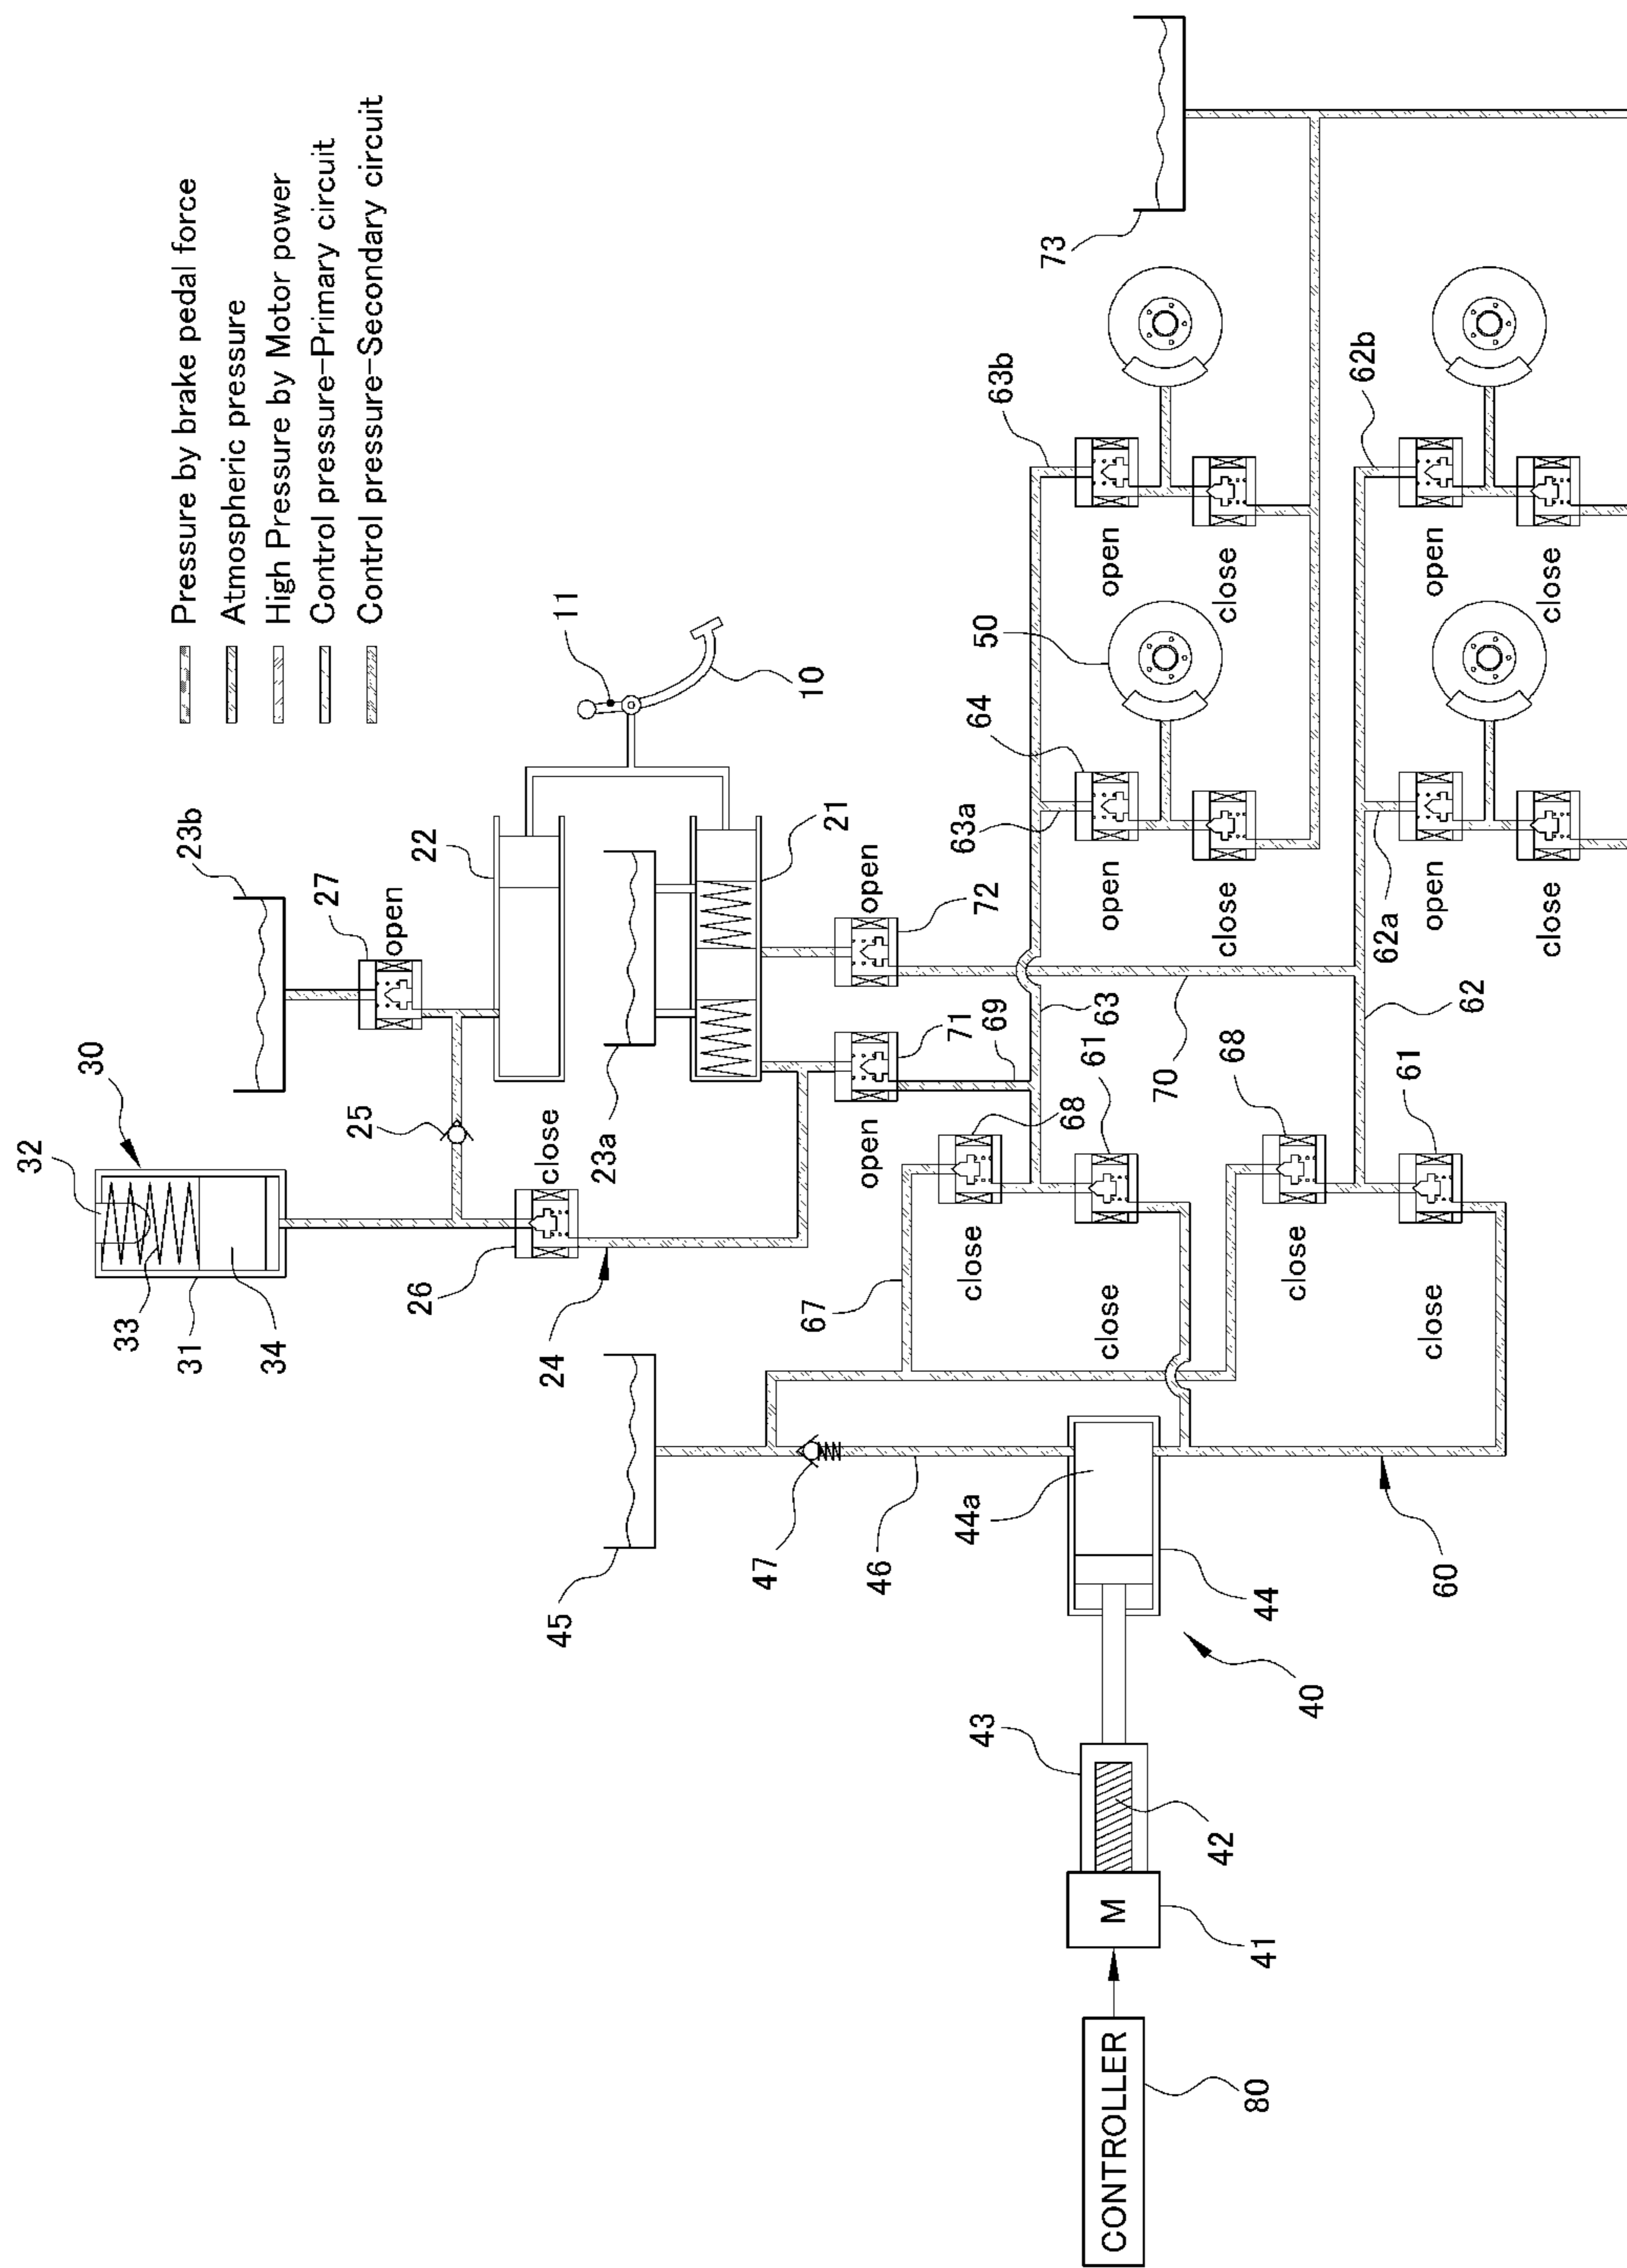 Pressure by brake pedal force
Atmospheric pressure
High Pressure by Motor power
Control pressure-Primary circuit
Control pressure-Secondary circuit
30
32
33
31
34
23b
27
open
25
22
11
10
close
26
24
23a
21
open
72
71
69
open
45
47
46
44a
44
40
43
42
M
41
CONTROLLER
80
60
67
68
close
61
close
63
70
68
close
61
close
62
63a
63b
64
50
73
open
close
open
close
62a
62b
open
close
open
close